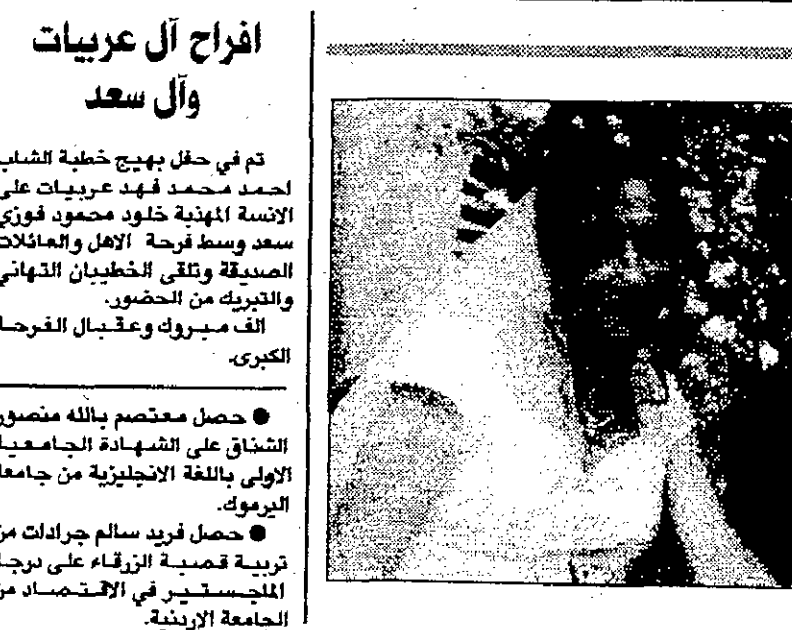 افراح آل عربيات
وآل سعد
تم في حفل بهيج خطبة الشاب
احمد محمد فهد عربيات على
الانسة المهذبة خلود محمود فوزي
سعد وسط فرحة الاهل والعائلات
الصديقة وتلقى الخطيبان التهاني
والتبريك من الحضور.
الف مبروك وعقبال الفرحة
الكبرى.
● حصل معتصم بالله منصور
الشناق على الشهادة الجامعية
الاولى باللغة الانجليزية من جامعة
اليرموك.
● حصل فريد سالم جرادات من
تربية قصبة الزرقاء على درجة
الماجستير في الاقتصاد من
الجامعة الاردنية.